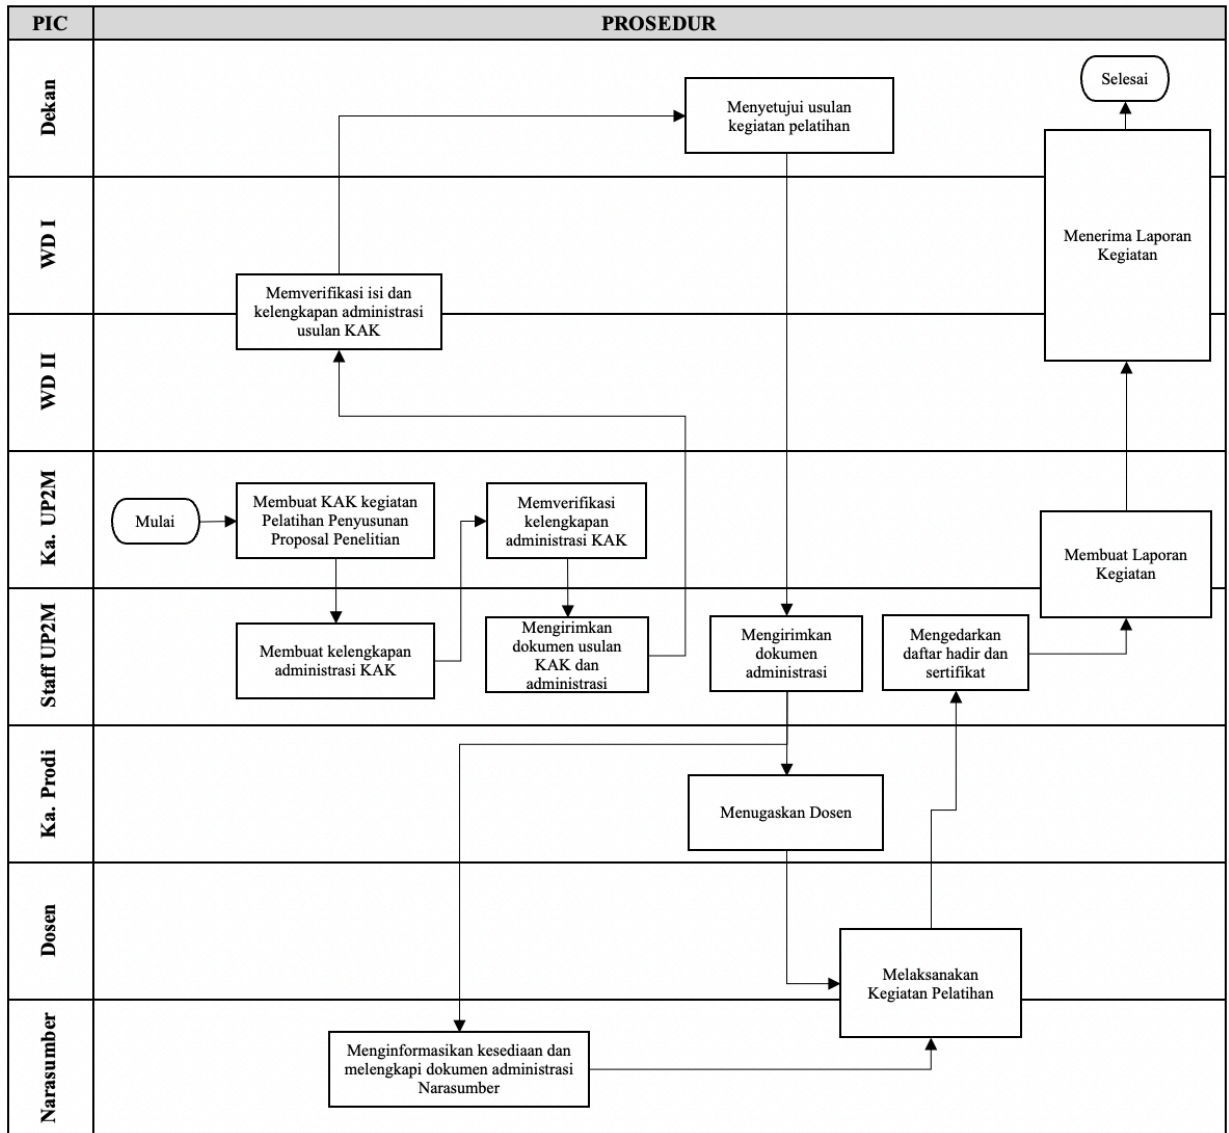 PIC
PROSEDUR
Dekan
Menyetujui usulan
kegiatan pelatihan
Selesai
WD I
Menerima Laporan
Kegiatan
Memverifikasi isi dan
kelengkapan administrasi
usulan KAK
WD II
Ka. UP2M
Mulai
Membuat KAK kegiatan
Pelatihan Penyusunan
Proposal Penelitian
Memverifikasi
kelengkapan
administrasi KAK
Membuat Laporan
Kegiatan
Staff UP2M
Membuat kelengkapan
administrasi KAK
Mengirimkan
dokumen usulan
KAK dan
administrasi
Mengirimkan
dokumen
administrasi
Mengedarkan
daftar hadir dan
sertifikat
Ka. Prodi
Menugaskan Dosen
Dosen
Melaksanakan
Kegiatan Pelatihan
Narasumber
Menginformasikan kesediaan dan
melengkapi dokumen administrasi
Narasumber